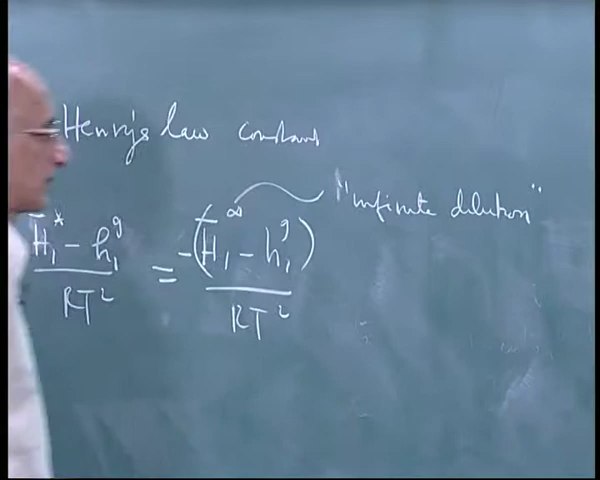 Henry's law constant
"infinite dilution"
H̄₁* - h₁ᵍ / RT² = -(H̄₁^∞ - h₁ᵍ) / RT²